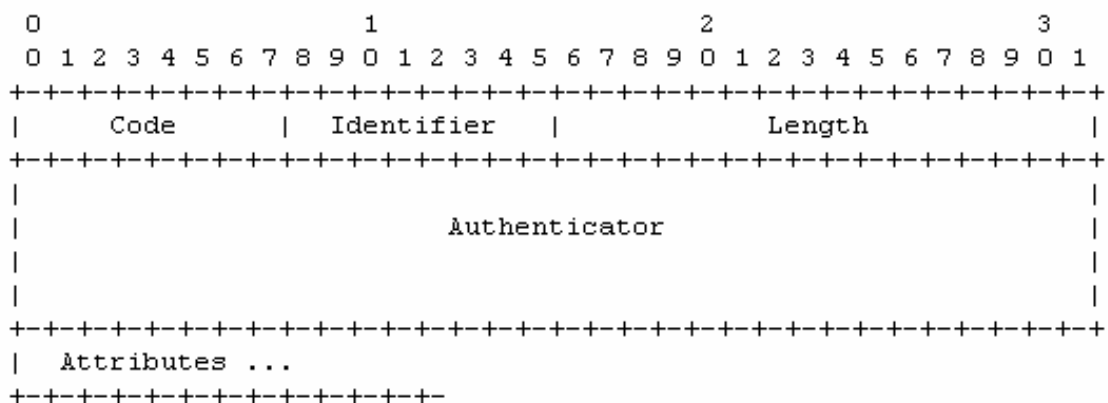 0                   1                   2                   3
 0 1 2 3 4 5 6 7 8 9 0 1 2 3 4 5 6 7 8 9 0 1 2 3 4 5 6 7 8 9 0 1
+-+-+-+-+-+-+-+-+-+-+-+-+-+-+-+-+-+-+-+-+-+-+-+-+-+-+-+-+-+-+-+-+
|     Code      |  Identifier   |            Length             |
+-+-+-+-+-+-+-+-+-+-+-+-+-+-+-+-+-+-+-+-+-+-+-+-+-+-+-+-+-+-+-+-+
|                                                               |
|                         Authenticator                         |
|                                                               |
|                                                               |
+-+-+-+-+-+-+-+-+-+-+-+-+-+-+-+-+-+-+-+-+-+-+-+-+-+-+-+-+-+-+-+-+
|  Attributes ...
+-+-+-+-+-+-+-+-+-+-+-+-+-